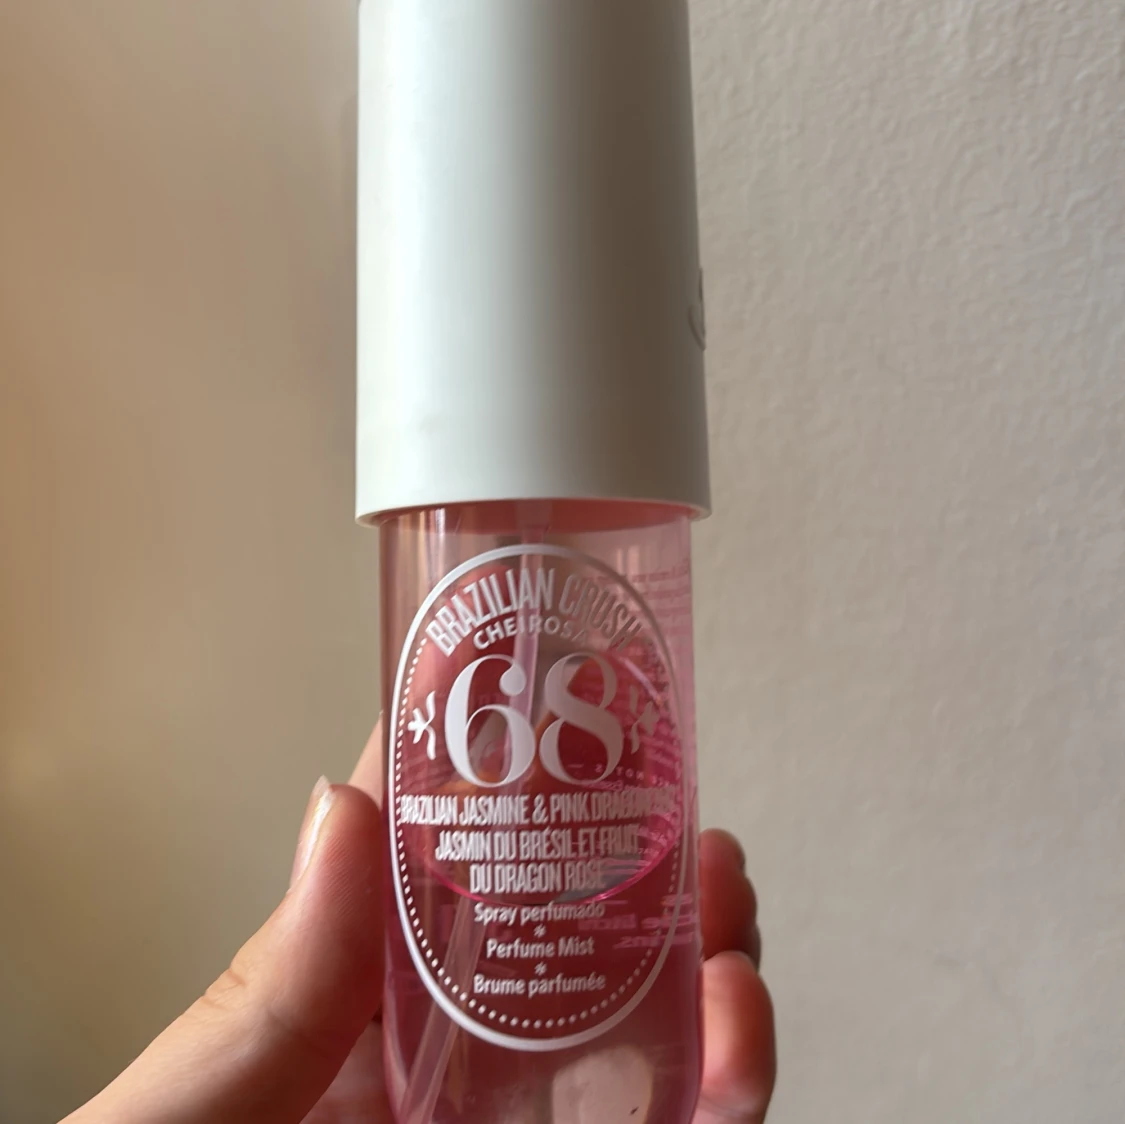 BRAZILIAN CRUSH
CHEIROSA
68
BRAZILIAN JASMINE & PINK DRAGON
JASMIN DU BRÉSIL ET FRUIT
DU DRAGON ROSE
Spray perfumado
*
Perfume Mist
*
Brume parfumée